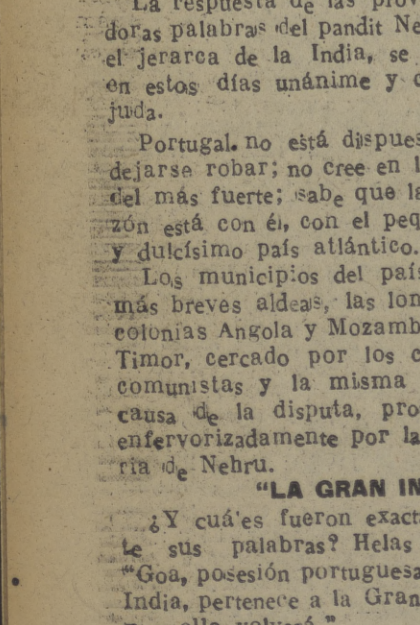 La respuesta de las prov
doras palabras del pandit Ne
el jerarca de la India, se
en estos días unánime y
juda.
Portugal no está dispues
dejarse robar; no cree en l
del más fuerte; sabe que la
zón está con él, con el peq
y dulcísimo país atlántico.
Los municipios del país
más breves aldeas, las lon
colonias Angola y Mozamb
Timor, cercado por los c
comunistas y la misma
causa de la disputa, pro
enfervorizadamente por la
ria de Nehru.
"LA GRAN IN
¿Y cuá'es fueron exact
te sus palabras? Helas
"Goa, posesión portuguesa
India, pertenece a la Gran